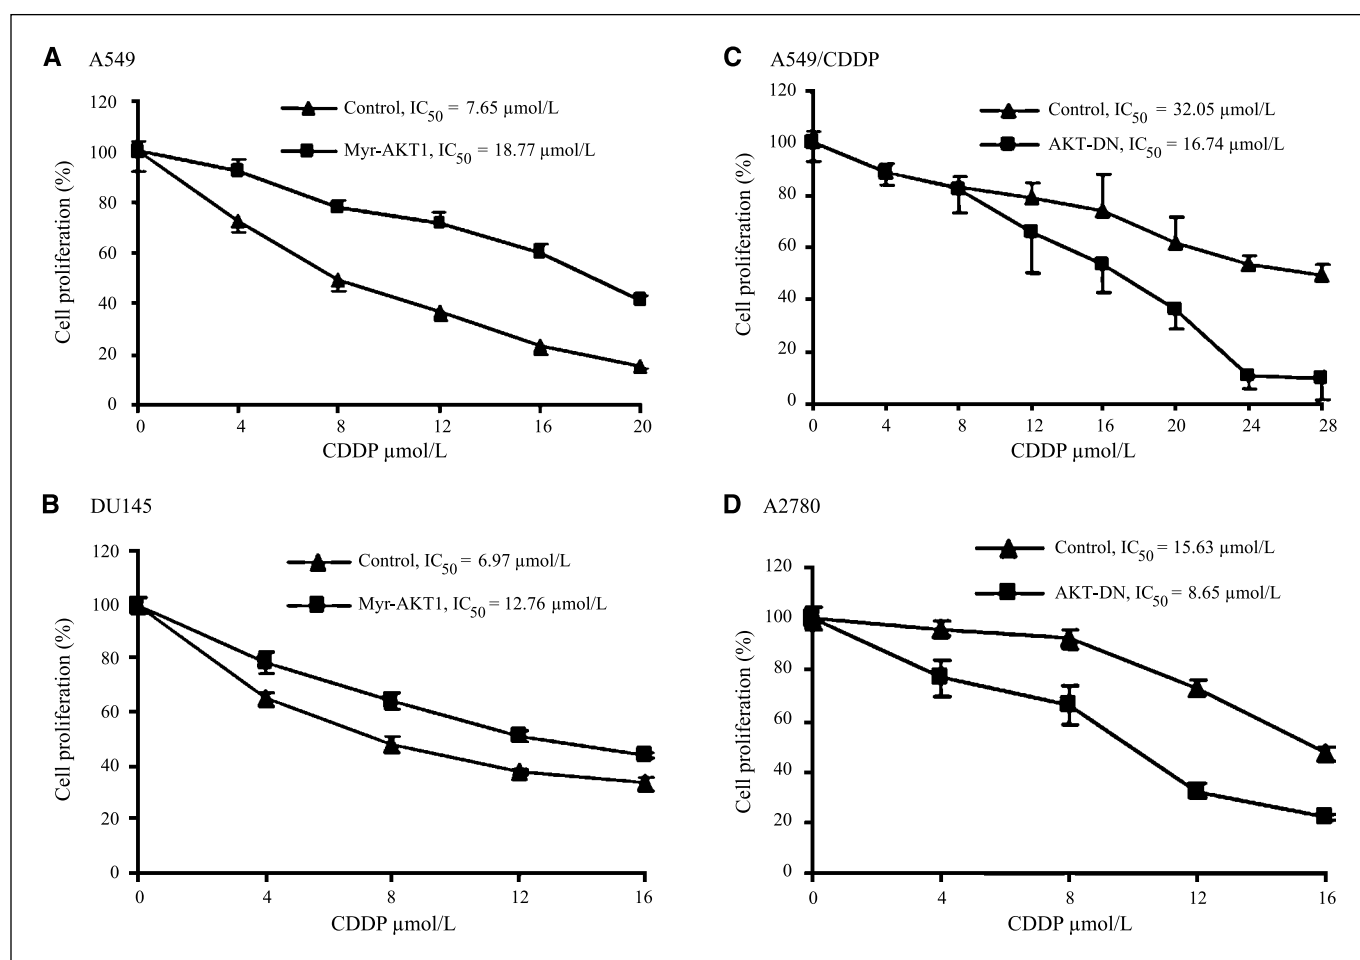 A A549
Control, IC50 = 7.65 µmol/L
Myr-AKT1, IC50 = 18.77 µmol/L
Cell proliferation (%)
120
100
80
60
40
20
0
0 4 8 12 16 20
CDDP µmol/L
B DU145
Control, IC50 = 6.97 µmol/L
Myr-AKT1, IC50 = 12.76 µmol/L
Cell proliferation (%)
120
100
80
60
40
20
0
0 4 8 12 16
CDDP µmol/L
C A549/CDDP
Control, IC50 = 32.05 µmol/L
AKT-DN, IC50 = 16.74 µmol/L
Cell proliferation (%)
120
100
80
60
40
20
0
0 4 8 12 16 20 24 28
CDDP µmol/L
D A2780
Control, IC50 = 15.63 µmol/L
AKT-DN, IC50 = 8.65 µmol/L
Cell proliferation (%)
120
100
80
60
40
20
0
0 4 8 12 16
CDDP µmol/L